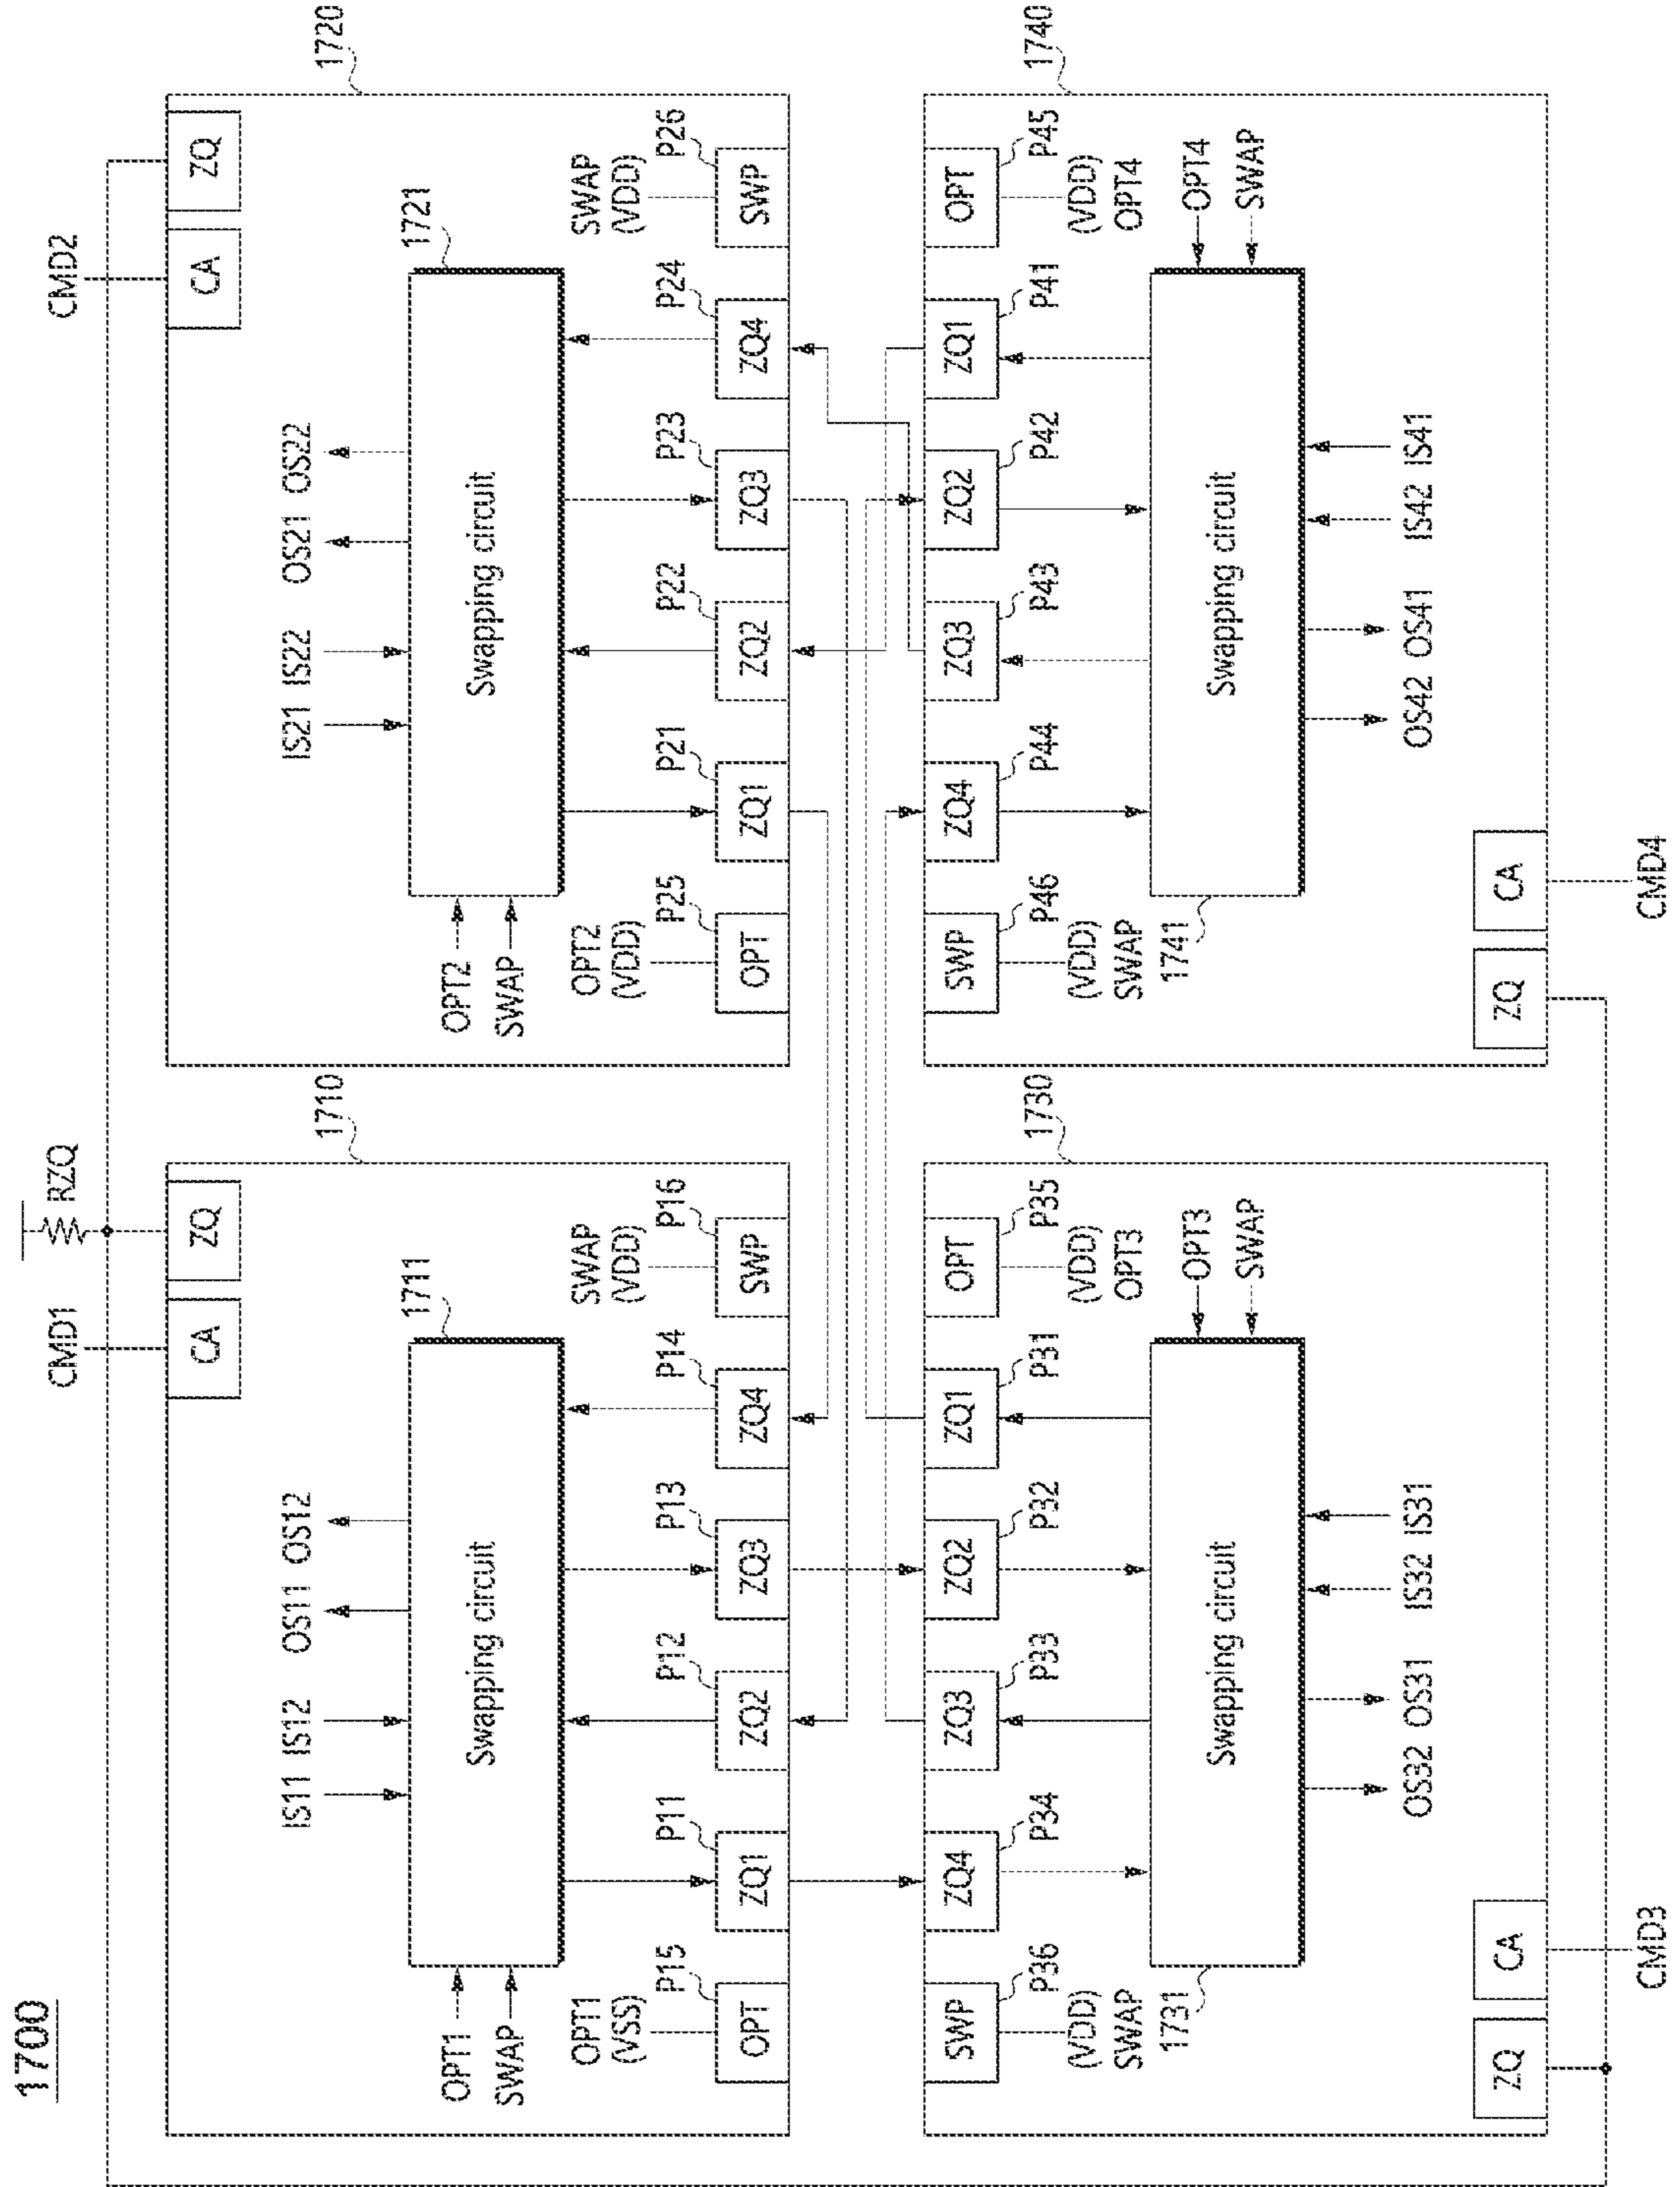 1700
RZQ
CMD1
CMD2
CA
ZQ
CA
ZQ
1710
1720
IS11 IS12 OS11 OS12
IS21 IS22 OS21 OS22
OPT1
SWAP
Swapping circuit
1711
OPT2
SWAP
Swapping circuit
1721
OPT1
(VSS)
SWAP
(VDD)
OPT2
(VDD)
SWAP
(VDD)
P15 P11 P12 P13 P14 P16
P25 P21 P22 P23 P24 P26
OPT ZQ1 ZQ2 ZQ3 ZQ4 SWP
OPT ZQ1 ZQ2 ZQ3 ZQ4 SWP
1730
1740
SWP ZQ4 ZQ3 ZQ2 ZQ1 OPT
SWP ZQ4 ZQ3 ZQ2 ZQ1 OPT
P36 P34 P33 P32 P31 P35
P46 P44 P43 P42 P41 P45
(VDD)
SWAP
(VDD)
OPT3
(VDD)
SWAP
(VDD)
OPT4
1731
Swapping circuit
OPT3
SWAP
1741
Swapping circuit
OPT4
SWAP
OS32 OS31 IS32 IS31
OS42 OS41 IS42 IS41
ZQ
CA
ZQ
CA
CMD3
CMD4